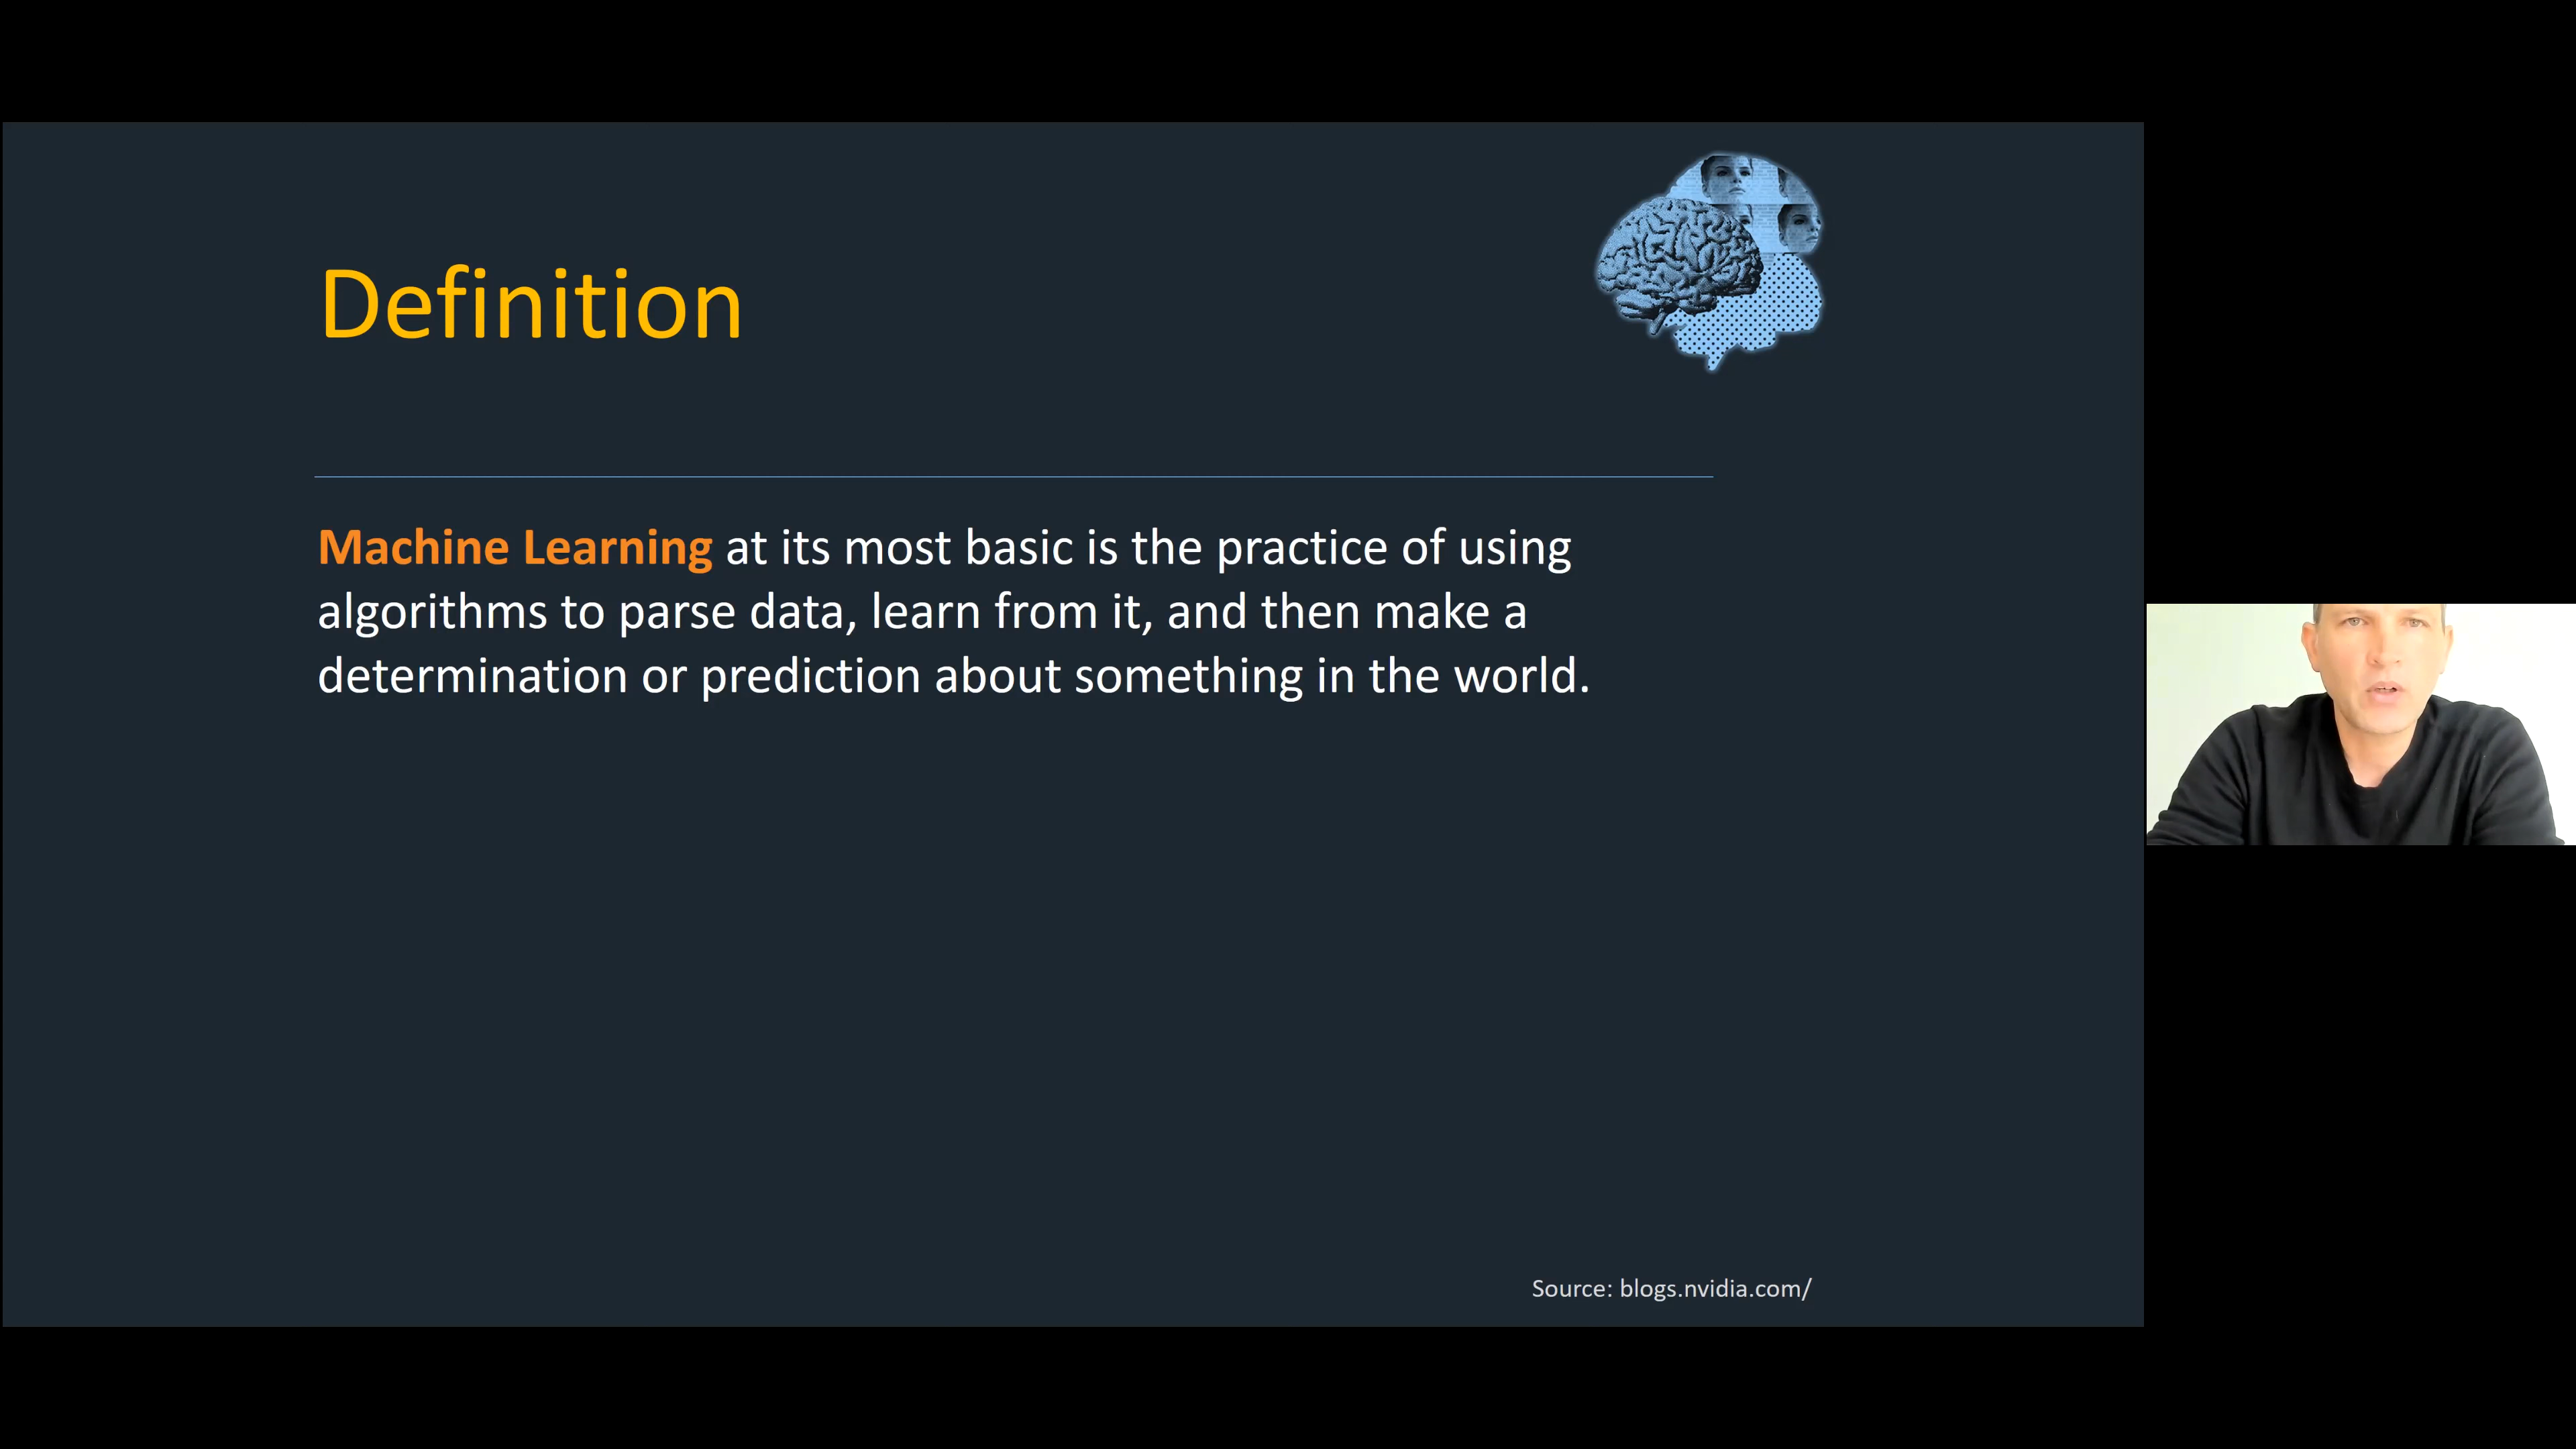 Definition
Machine Learning at its most basic is the practice of using
algorithms to parse data, learn from it, and then make a
determination or prediction about something in the world.
Source: blogs.nvidia.com/